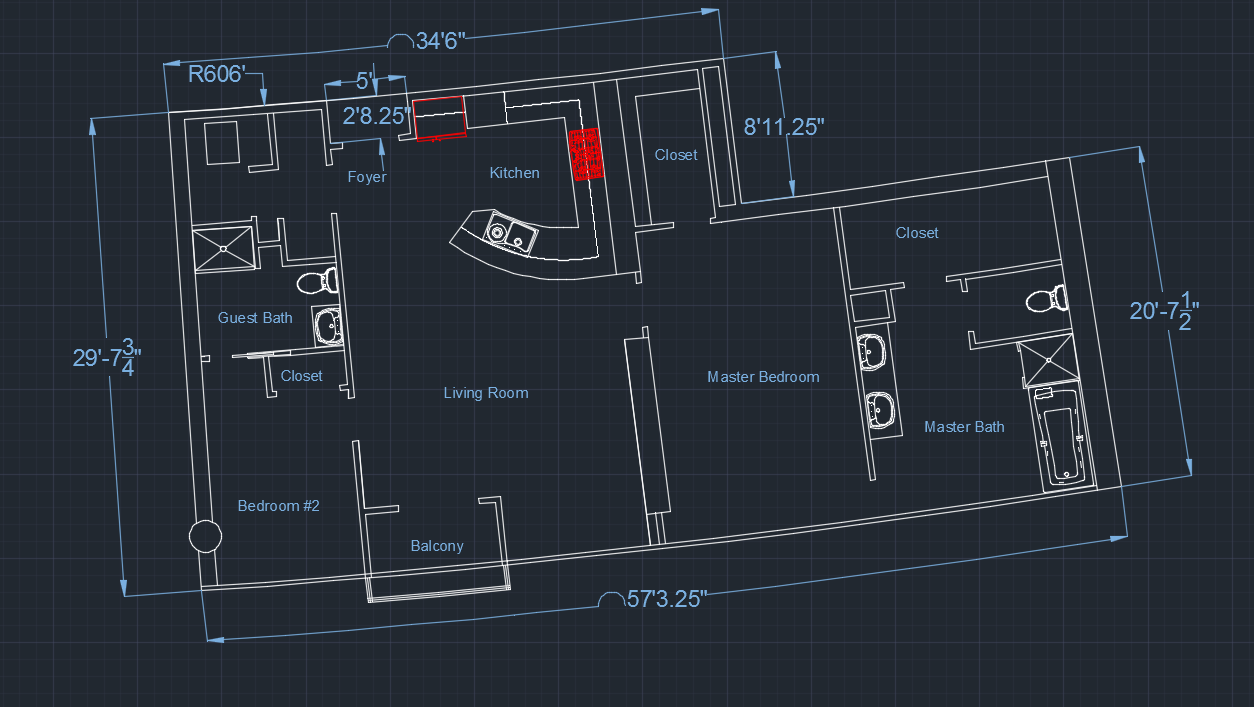 34'6"
R606'
5'
2'8.25"
8'11.25"
Foyer
Kitchen
Closet
Closet
Guest Bath
20'-7 1/2"
29'-7 3/4"
Closet
Living Room
Master Bedroom
Master Bath
Bedroom #2
Balcony
57'3.25"